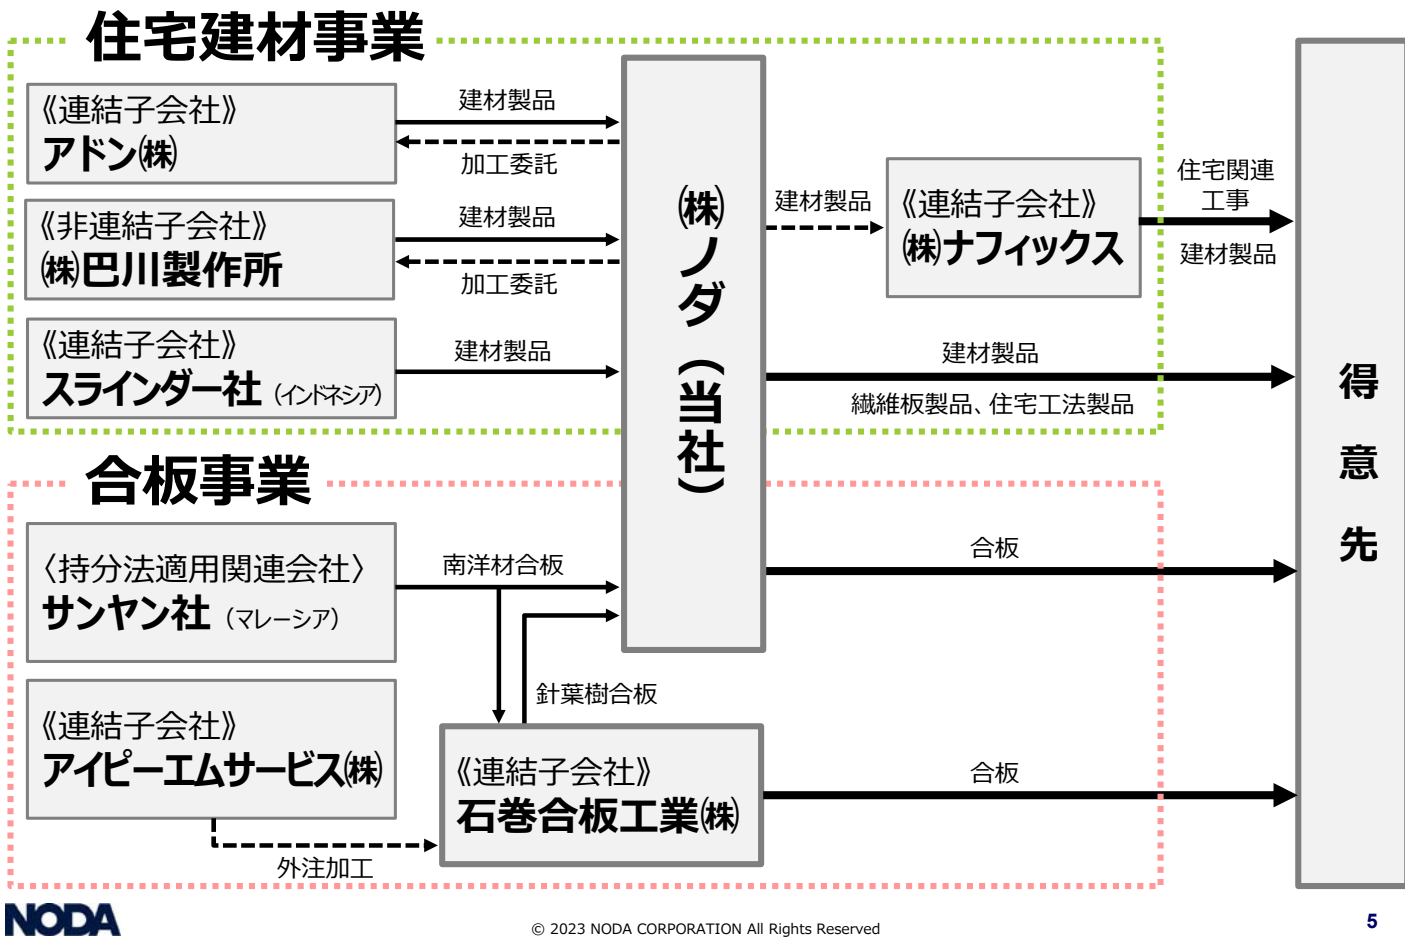 住宅建材事業
《連結子会社》
アドン㈱
建材製品
加工委託
《非連結子会社》
㈱巴川製作所
建材製品
加工委託
《連結子会社》
スラインダー社（インドネシア）
建材製品
㈱ノダ（当社）
建材製品
《連結子会社》
㈱ナフィックス
住宅関連
工事
建材製品
建材製品
繊維板製品、住宅工法製品
得意先
合板事業
〈持分法適用関連会社〉
サンヤン社（マレーシア）
南洋材合板
合板
針葉樹合板
《連結子会社》
アイピーエムサービス㈱
外注加工
《連結子会社》
石巻合板工業㈱
合板
NODA
© 2023 NODA CORPORATION All Rights Reserved
5